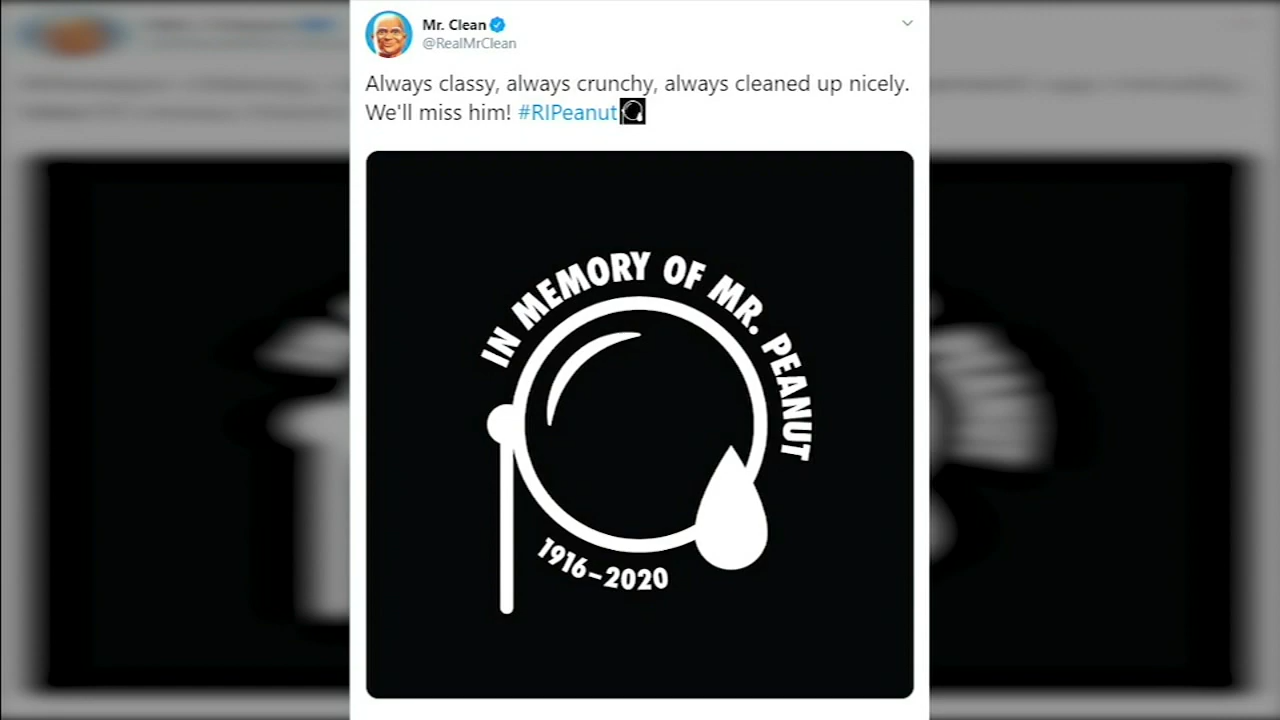 Mr. Clean
@RealMrClean
Always classy, always crunchy, always cleaned up nicely.
We'll miss him! #RIPeanut
IN MEMORY OF MR. PEANUT
1916-2020